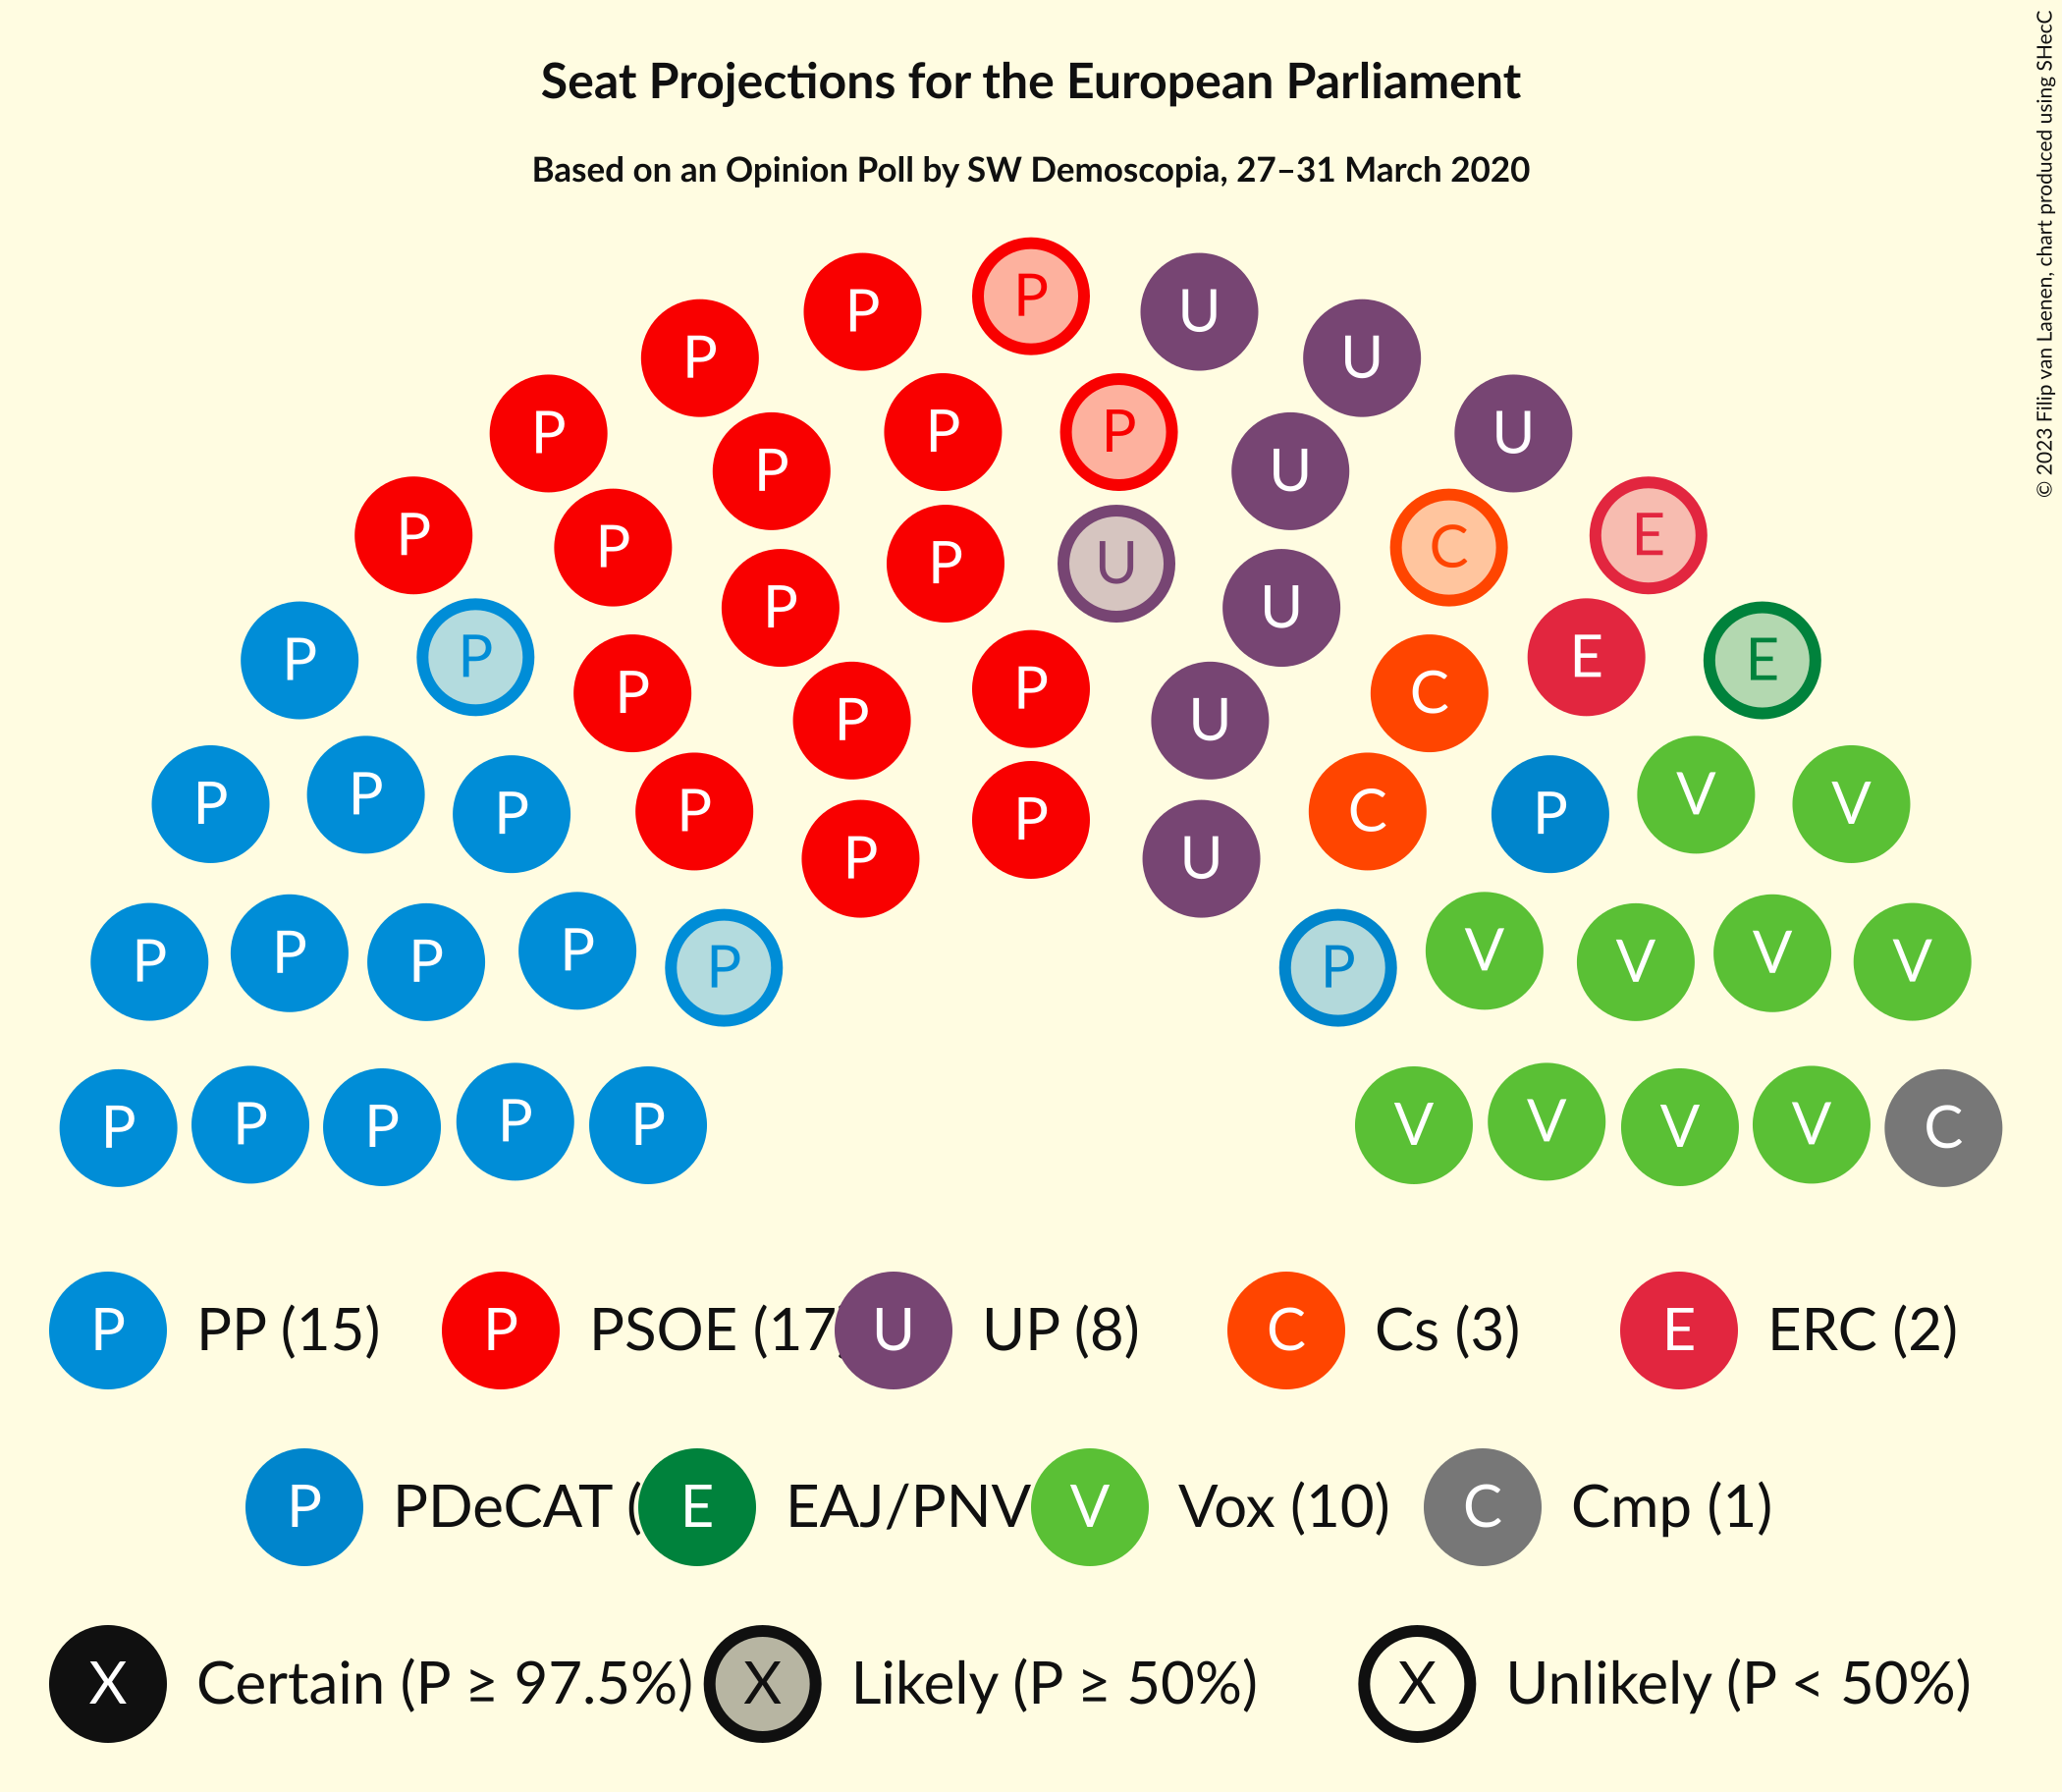 Seat Projections for the European Parliament
Based on an Opinion Poll by SW Demoscopia, 27–31 March 2020
© 2023 Filip van Laenen, chart produced using SHecC
P
P U
P U
P P P U
P U
P E
P C
P U
P U
P P E E
P P C
P U
P P P P P C P V V
P U
P P P P P P V V V V
P P P P P V V V V C
P PP (15) P PSOE (17 U UP (8) C Cs (3) E ERC (2)
P PDeCAT ( E EAJ/PNV V Vox (10) C Cmp (1)
X Certain (P ≥ 97.5%) X Likely (P ≥ 50%) X Unlikely (P < 50%)